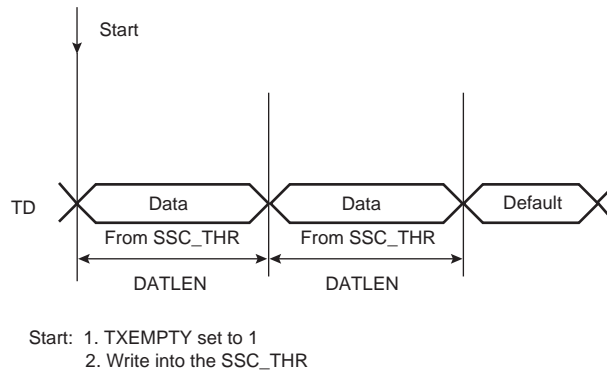 Start
TD
Data
Data
Default
From SSC_THR
From SSC_THR
DATLEN
DATLEN
Start: 1. TXEMPTY set to 1
2. Write into the SSC_THR